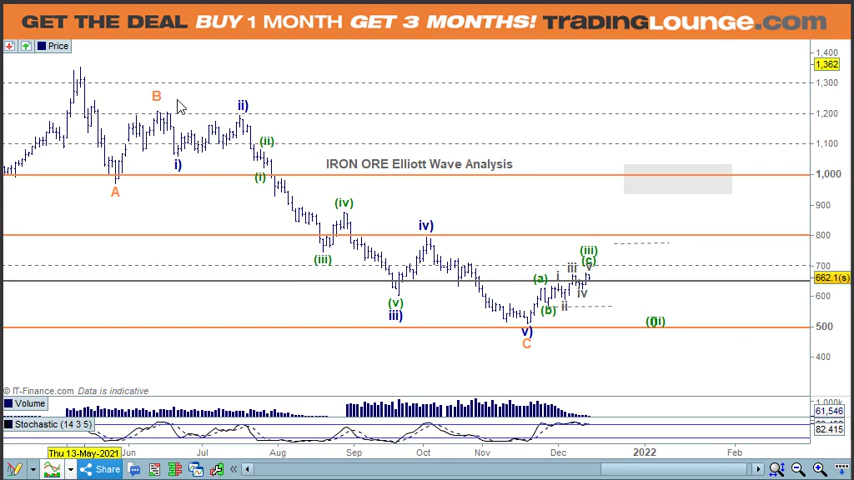 GET THE DEAL BUY 1 MONTH GET 3 MONTHS! TRADINGLOUNGE.com
Price
1,400
1,362
1,300
1,200
1,100
1,000
900
800
700
662.1(s)
600
500
400
B
ii)
i)
(ii)
IRON ORE Elliott Wave Analysis
(i)
A
(iv)
iv)
(iii)
(iii)
(c)
iii
v
(a)
i
iv
(v)
(b)
ii
iii)
v)
C
© IT-Finance.com Data is indicative
Volume
61,546
Stochastic (14 3 5)
82.415
Thu 13-May-2021
Jun
Jul
Aug
Sep
Oct
Nov
Dec
2022
Feb
Share